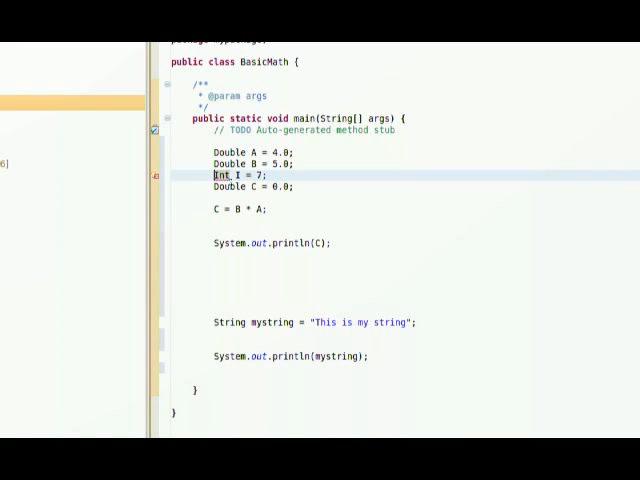 public class BasicMath {
/**
* @param args
*/
public static void main(String[] args) {
// TODO Auto-generated method stub
Double A = 4.0;
Double B = 5.0;
6]
Int I = 7;
Double C = 0.0;
C = B * A;
System.out.println(C);
String mystring = "This is my string";
System.out.println(mystring);
}
}